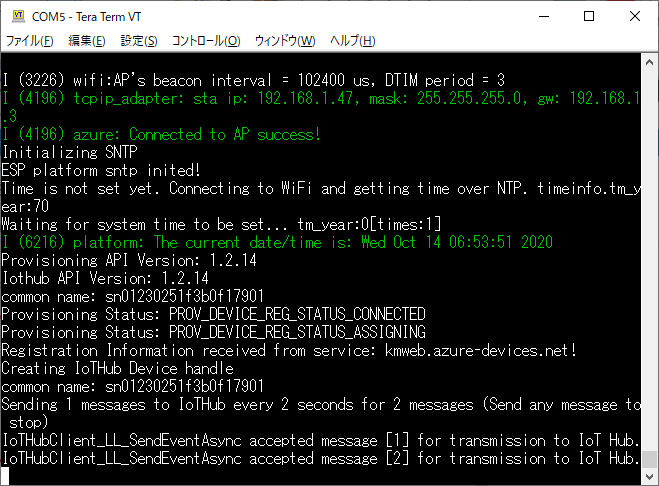 COM5 - Tera Term VT
ファイル(F) 編集(E) 設定(S) コントロール(O) ウィンドウ(W) ヘルプ(H)
I (3226) wifi:AP's beacon interval = 102400 us, DTIM period = 3
I (4196) tcpip_adapter: sta ip: 192.168.1.47, mask: 255.255.255.0, gw: 192.168.1
.3
I (4196) azure: Connected to AP success!
Initializing SNTP
ESP platform sntp inited!
Time is not set yet. Connecting to WiFi and getting time over NTP. timeinfo.tm_y
ear:70
Waiting for system time to be set... tm_year:0[times:1]
I (6216) platform: The current date/time is: Wed Oct 14 06:53:51 2020
Provisioning API Version: 1.2.14
Iothub API Version: 1.2.14
common name: sn01230251f3b0f17901
Provisioning Status: PROV_DEVICE_REG_STATUS_CONNECTED
Provisioning Status: PROV_DEVICE_REG_STATUS_ASSIGNING
Registration Information received from service: kmweb.azure-devices.net!
Creating IoTHub Device handle
common name: sn01230251f3b0f17901
Sending 1 messages to IoTHub every 2 seconds for 2 messages (Send any message to
 stop)
IoTHubClient_LL_SendEventAsync accepted message [1] for transmission to IoT Hub.
IoTHubClient_LL_SendEventAsync accepted message [2] for transmission to IoT Hub.